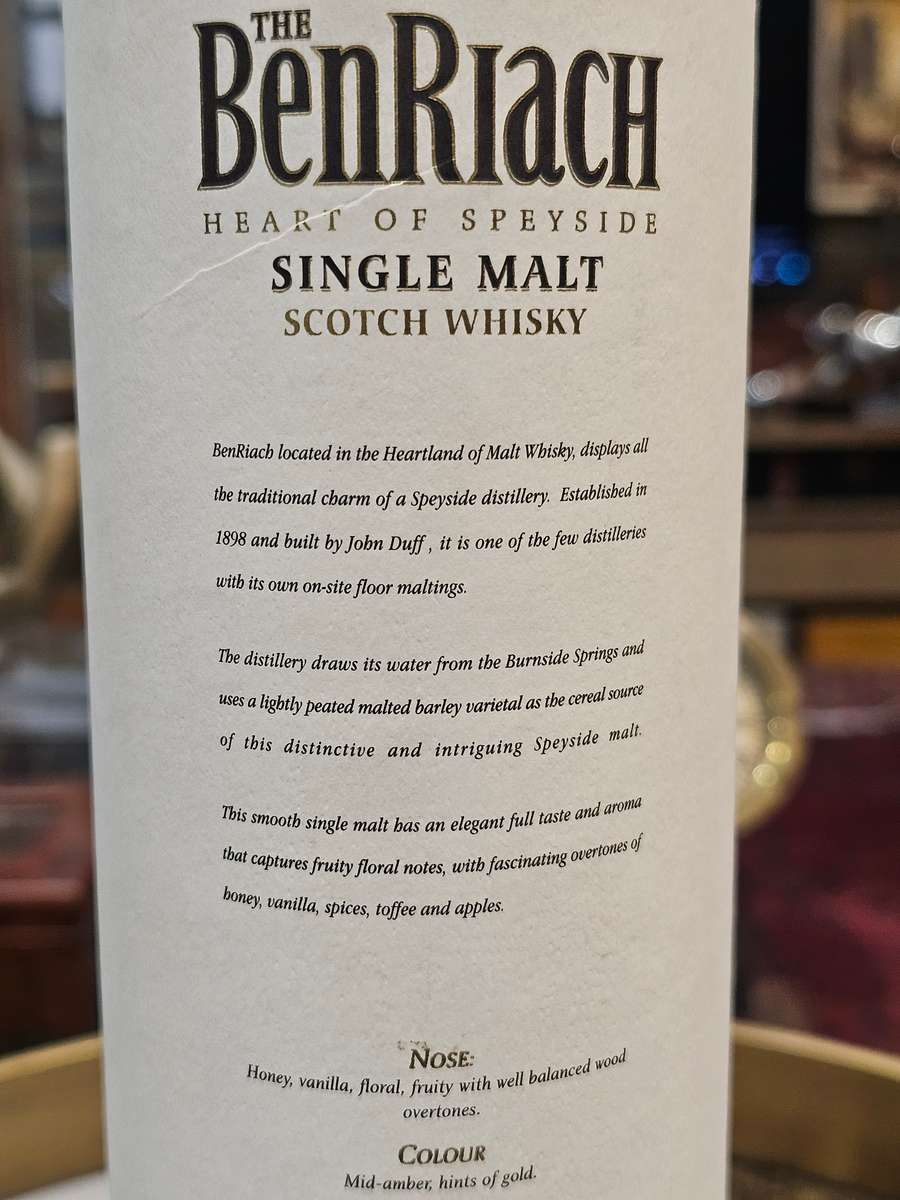 THE
BENRIACH
HEART OF SPEYSIDE
SINGLE MALT
SCOTCH WHISKY
BenRiach located in the Heartland of Malt Whisky, displays all
the traditional charm of a Speyside distillery. Established in
1898 and built by John Duff , it is one of the few distilleries
with its own on-site floor maltings.
The distillery draws its water from the Burnside Springs and
uses a lightly peated malted barley varietal as the cereal source
of this distinctive and intriguing Speyside malt.
This smooth single malt has an elegant full taste and aroma
that captures fruity floral notes, with fascinating overtones of
honey, vanilla, spices, toffee and apples.
NOSE:
Honey, vanilla, floral, fruity with well balanced wood
overtones.
COLOUR
Mid-amber, hints of gold.